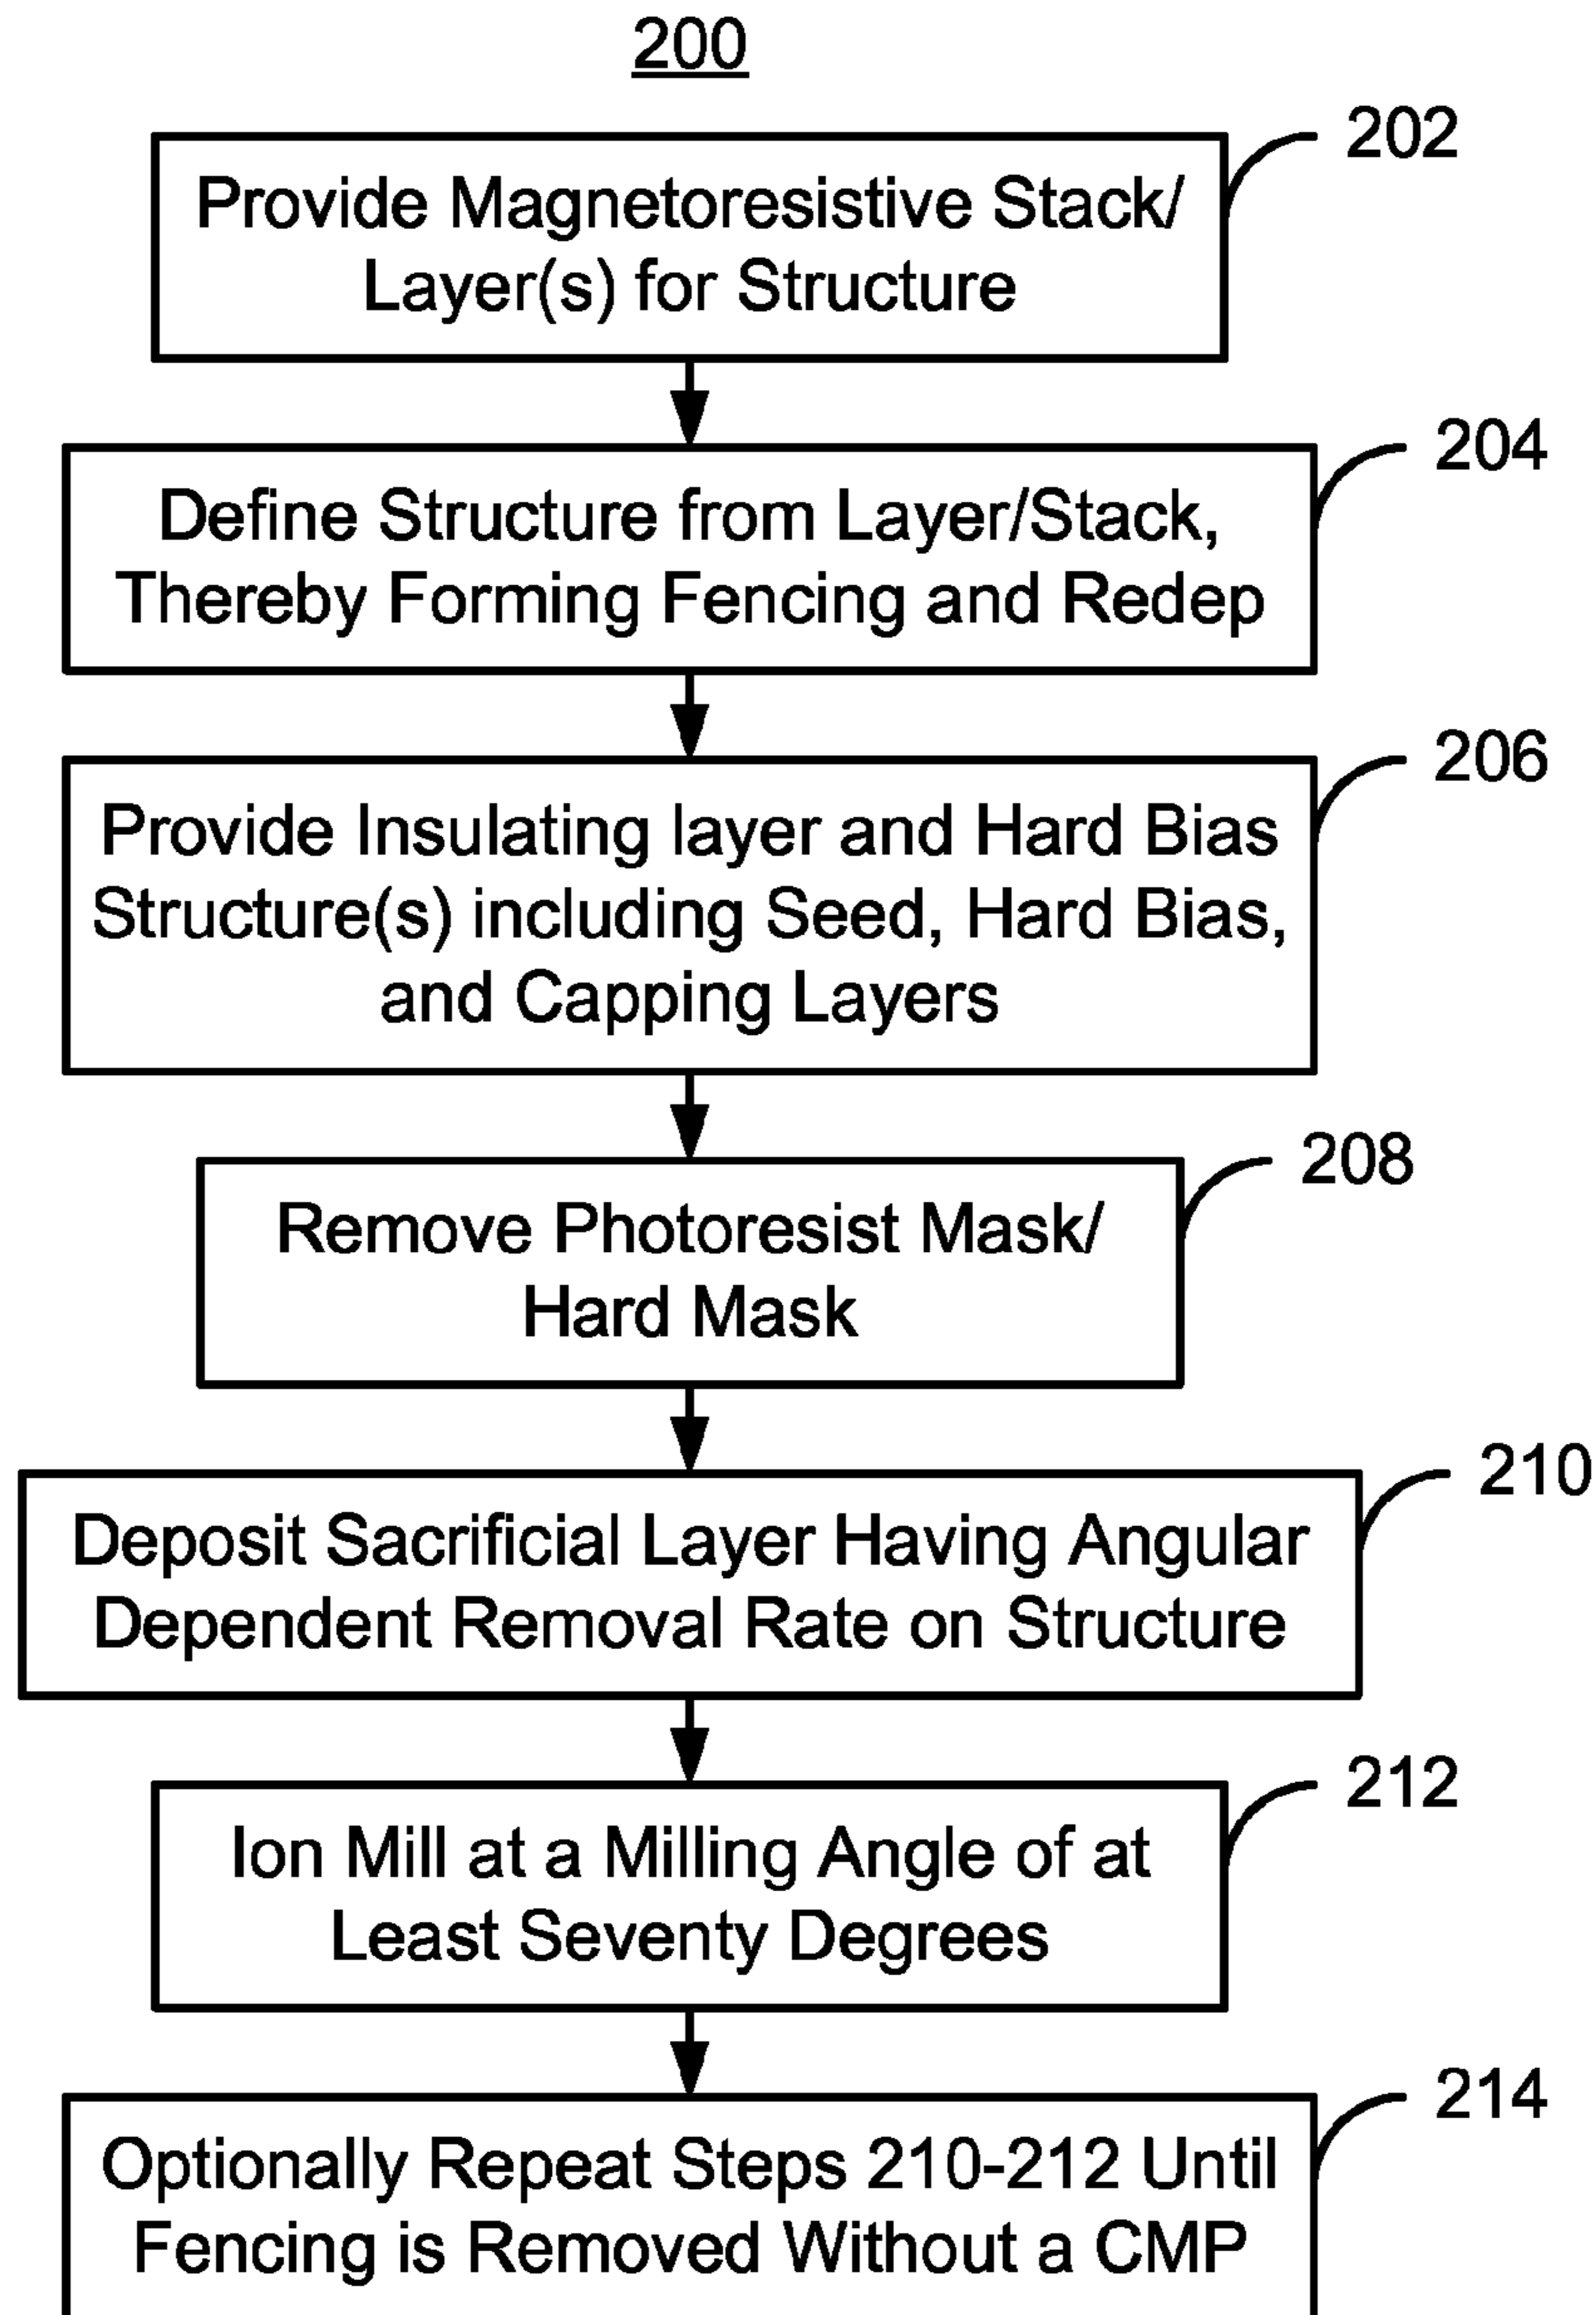 200
202
Provide Magnetoresistive Stack/
Layer(s) for Structure
204
Define Structure from Layer/Stack,
Thereby Forming Fencing and Redep
206
Provide Insulating layer and Hard Bias
Structure(s) including Seed, Hard Bias,
and Capping Layers
208
Remove Photoresist Mask/
Hard Mask
210
Deposit Sacrificial Layer Having Angular
Dependent Removal Rate on Structure
212
Ion Mill at a Milling Angle of at
Least Seventy Degrees
214
Optionally Repeat Steps 210-212 Until
Fencing is Removed Without a CMP